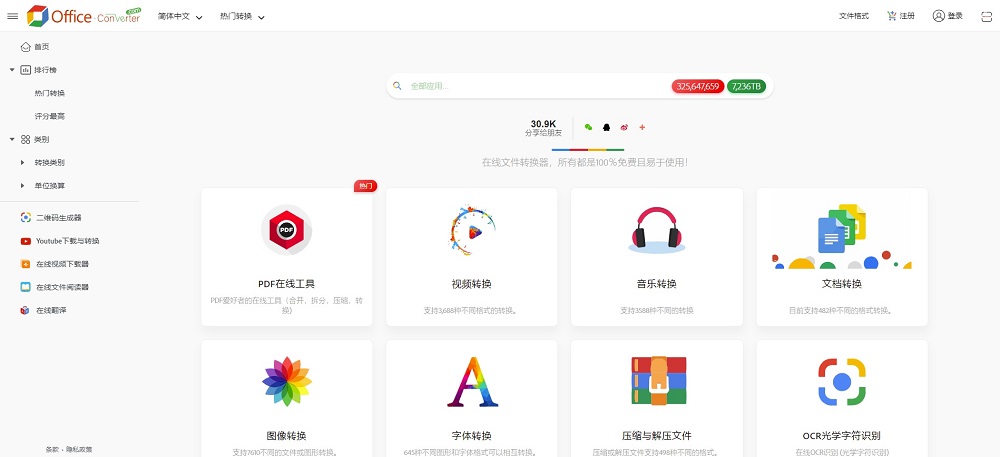 Office-Converter.com
简体中文
热门转换
文件格式
注册
登录
首页
排行榜
热门转换
评分最高
类别
转换类别
单位换算
二维码生成器
Youtube下载与转换
在线视频下载器
在线文件阅读器
在线翻译
条款 - 隐私政策
全部应用...
325,647,659
7,236TB
30.9K
分享给朋友
在线文件转换器，所有都是100%免费且易于使用！
热门
PDF
PDF在线工具
PDF爱好者的在线工具（合并、拆分、压缩、转
换）
视频转换
支持3,688种不同格式的转换。
音乐转换
支持3588种不同的转换
文档转换
目前支持482种不同的格式转换。
图像转换
支持7610不同的文件或图形转换。
字体转换
645种不同图形和字体格式可以相互转换。
压缩与解压文件
压缩或解压文件支持498种不同的格式。
OCR光学字符识别
在线OCR识别 (光学字符识别)